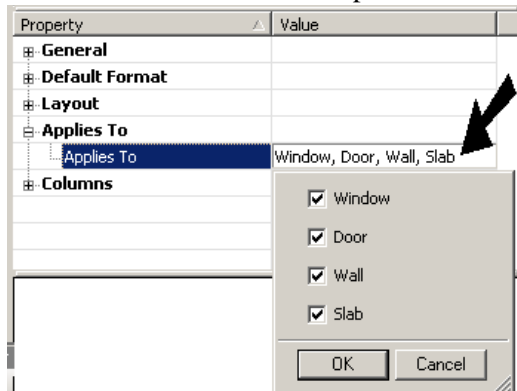 Property Value
General
Default Format
Layout
Applies To
Applies To Window, Door, Wall, Slab
Columns
Window
Door
Wall
Slab
OK Cancel